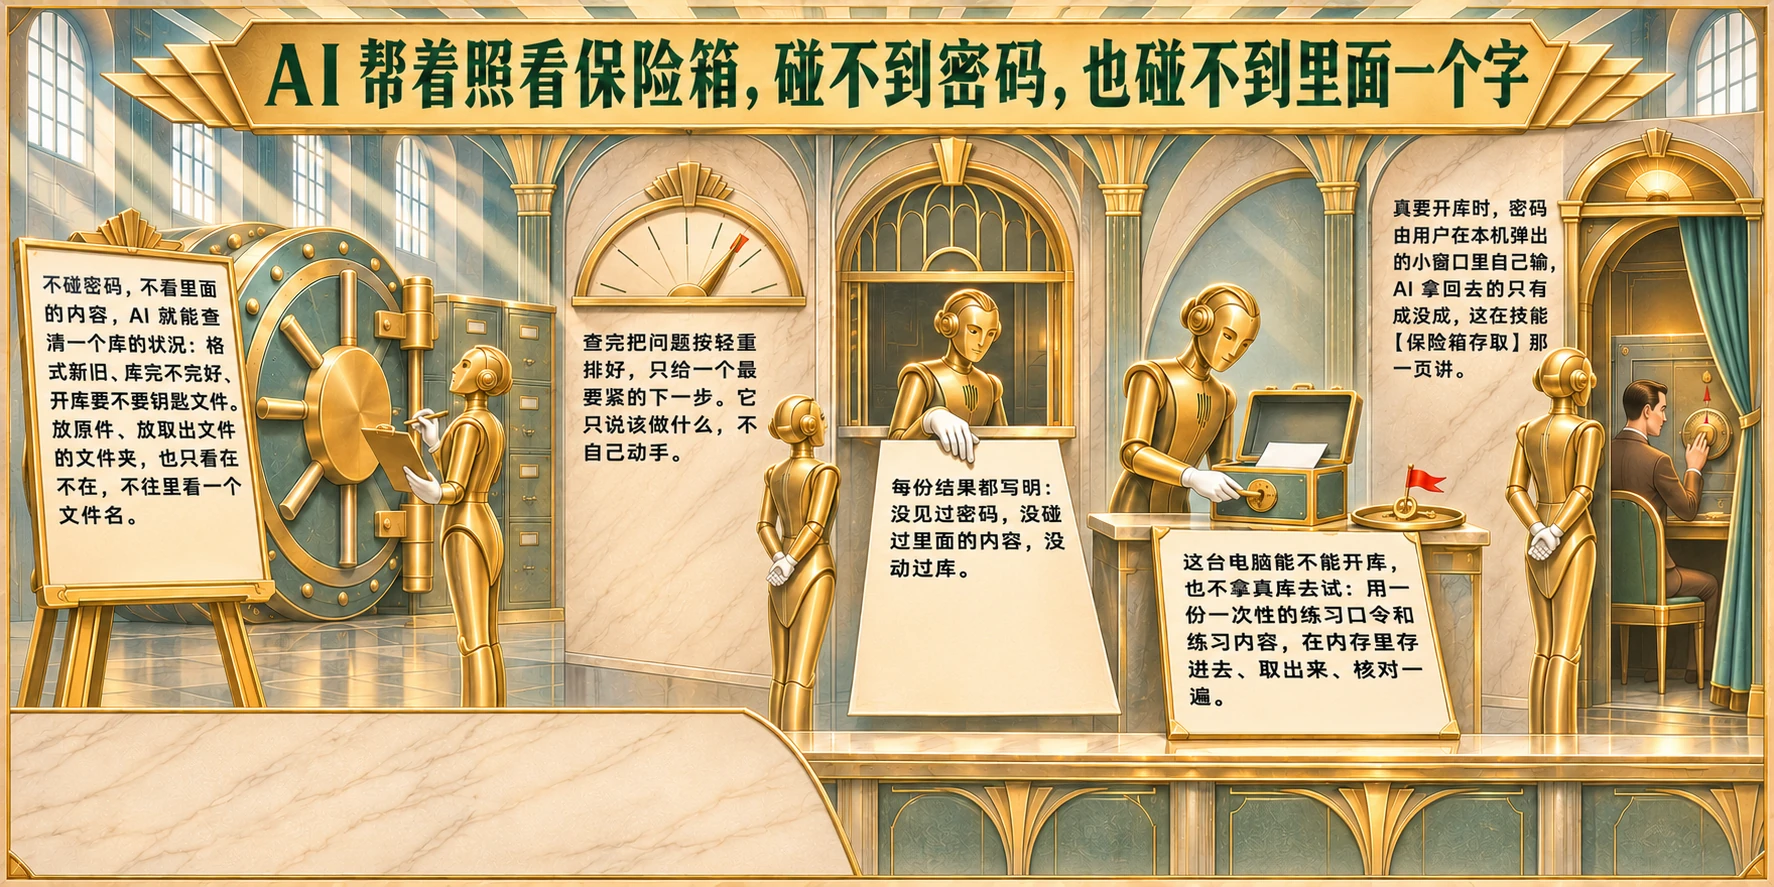 AI 帮着照看保险箱，碰不到密码，也碰不到里面一个字
不碰密码，不看里面
的内容，AI 就能查
清一个库的状况：格
式新旧、库完不完好、
开库要不要钥匙文件。
放原件、放取出文件
的文件夹，也只看在
不在，不往里看一个
文件名。
查完把问题按轻重
排好，只给一个最
要紧的下一步。它
只说该做什么，不
自己动手。
每份结果都写明：
没见过密码，没碰
过里面的内容，没
动过库。
这台电脑能不能开库，
也不拿真库去试：用一
份一次性的练习口令和
练习内容，在内存里存
进去、取出来、核对一
遍。
真要开库时，密码
由用户在本机弹出
的小窗口里自己输，
AI 拿回去的只有
成没成，这在技能
【保险箱存取】那
一页讲。